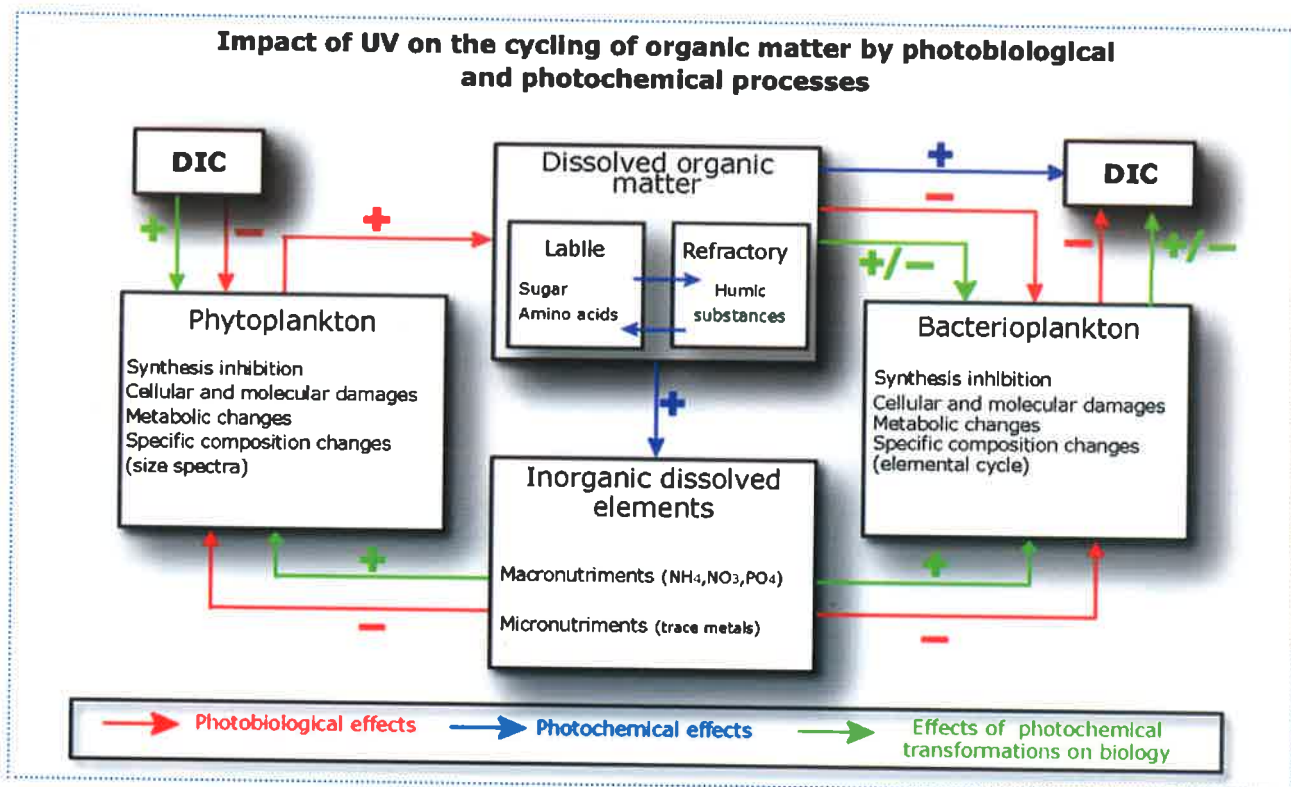 Impact of UV on the cycling of organic matter by photobiological
and photochemical processes
DIC
+
−
+
Dissolved organic
matter
Labile
Sugar
Amino acids
Refractory
Humic
substances
+
−
+/−
DIC
−
+/−
Phytoplankton
Synthesis inhibition
Cellular and molecular damages
Metabolic changes
Specific composition changes
(size spectra)
+
Bacterioplankton
Synthesis inhibition
Cellular and molecular damages
Metabolic changes
Specific composition changes
(elemental cycle)
Inorganic dissolved
elements
Macronutriments (NH₄,NO₃,PO₄)
Micronutriments (trace metals)
+
−
+
−
Photobiological effects
Photochemical effects
Effects of photochemical
transformations on biology